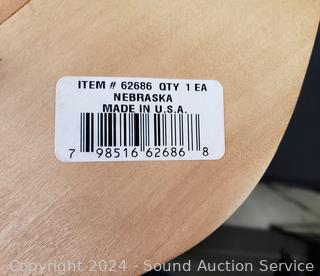 ITEM # 62686 QTY 1 EA
NEBRASKA
MADE IN U.S.A.
7 98516 62686 8
Copyright 2024 - Sound Auction Service